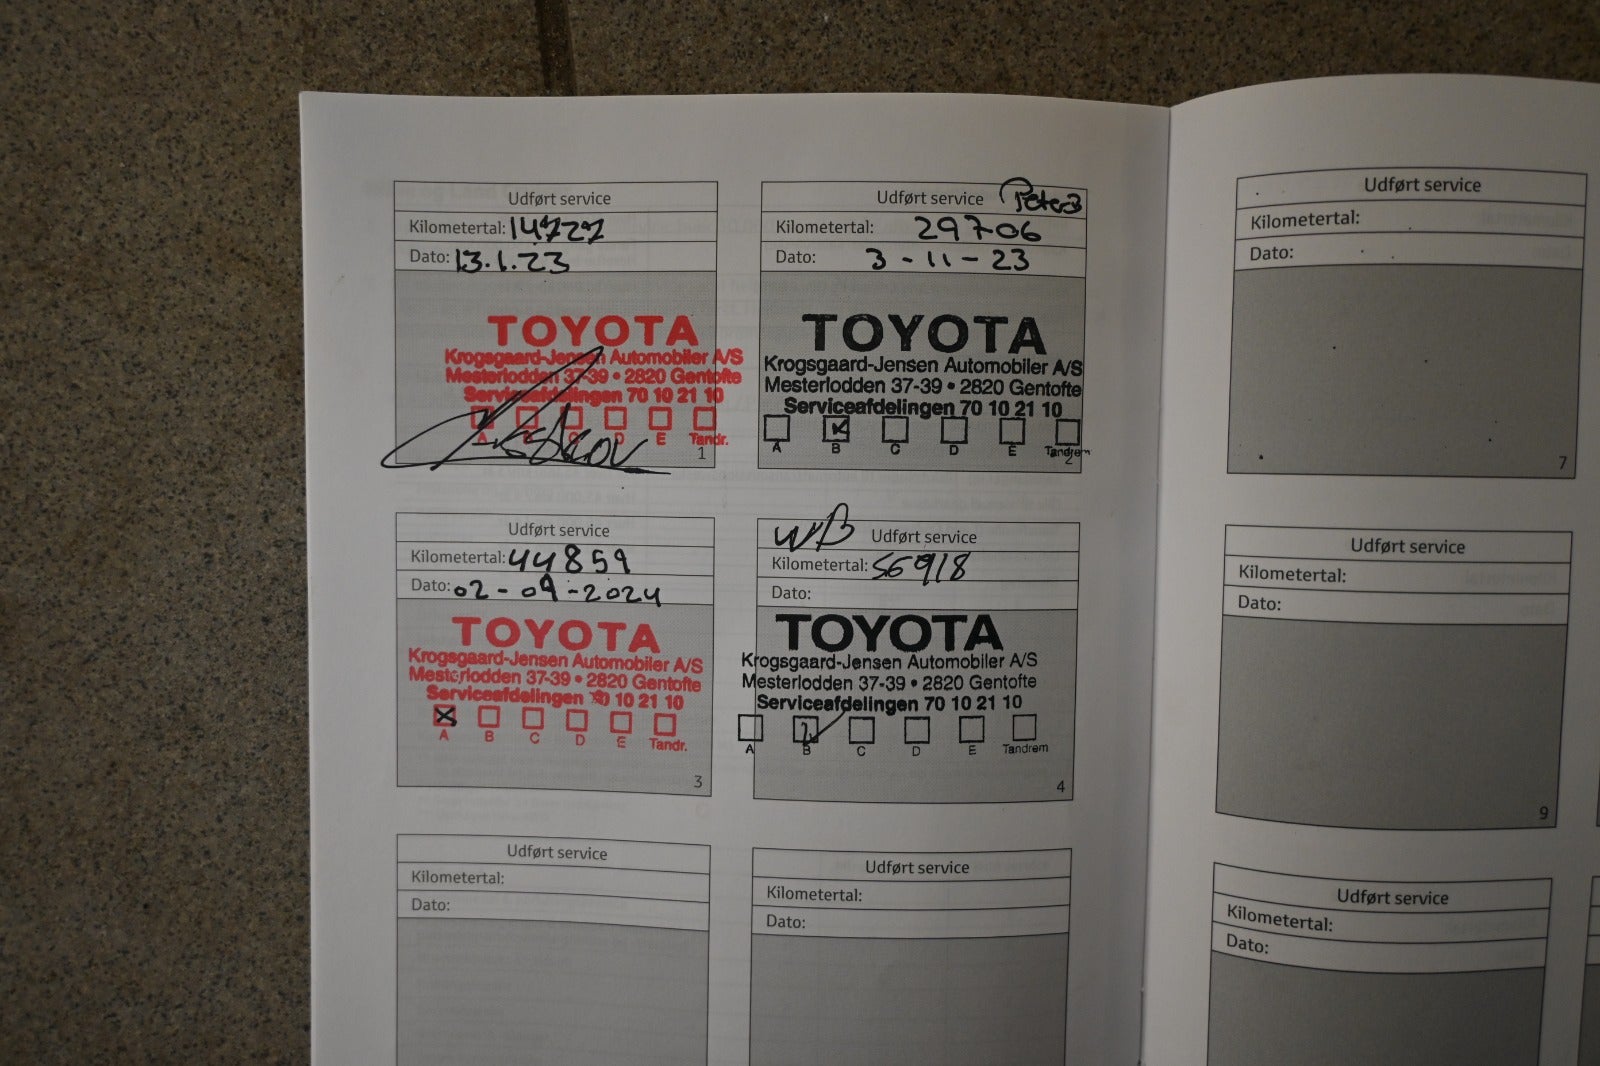 Udført service
Kilometertal: 14727
Dato: 13.1.23
TOYOTA
Krogsgaard-Jensen Automobiler A/S
Mesterlodden 37-39 • 2820 Gentofte
Serviceafdelingen 70 10 21 10
A B C D E Tandr.
1
Udført service Peter B
Kilometertal: 29706
Dato: 3-11-23
TOYOTA
Krogsgaard-Jensen Automobiler A/S
Mesterlodden 37-39 • 2820 Gentofte
Serviceafdelingen 70 10 21 10
A B C D E Tandrem
2
Udført service
Kilometertal: 44859
Dato: 02-09-2024
TOYOTA
Krogsgaard-Jensen Automobiler A/S
Mesterlodden 37-39 • 2820 Gentofte
Serviceafdelingen 70 10 21 10
A B C D E Tandr.
3
WB Udført service
Kilometertal: 56918
Dato:
TOYOTA
Krogsgaard-Jensen Automobiler A/S
Mesterlodden 37-39 • 2820 Gentofte
Serviceafdelingen 70 10 21 10
A B C D E Tandrem
4
Udført service
Kilometertal:
Dato:
Udført service
Kilometertal:
Dato:
Udført service
Kilometertal:
Dato:
7
Udført service
Kilometertal:
Dato:
9
Udført service
Kilometertal:
Dato: